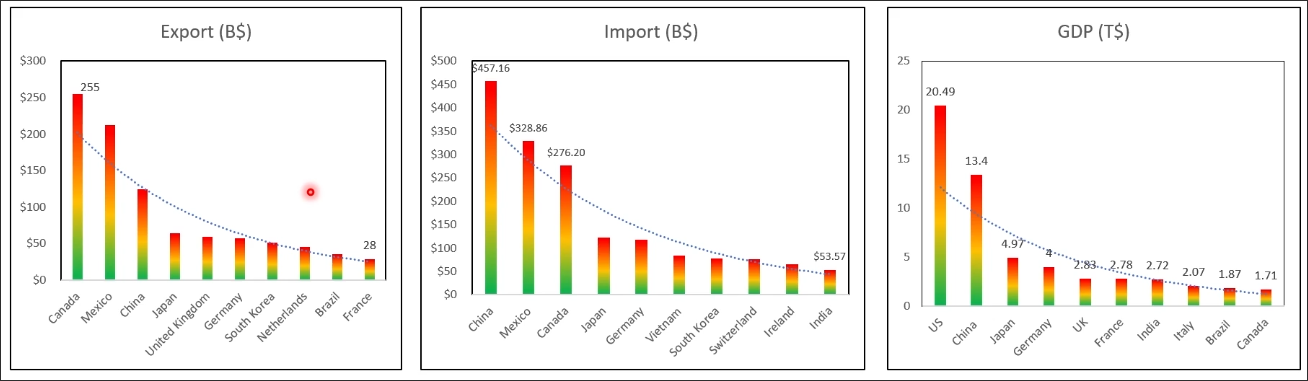 Export (B$)
$300
$250
$200
$150
$100
$50
$0
255
28
Canada
Mexico
China
Japan
United Kingdom
Germany
South Korea
Netherlands
Brazil
France
Import (B$)
$500
$450
$400
$350
$300
$250
$200
$150
$100
$50
$0
$457.16
$328.86
$276.20
$53.57
China
Mexico
Canada
Japan
Germany
Vietnam
South Korea
Switzerland
Ireland
India
GDP (T$)
25
20
15
10
5
0
20.49
13.4
4.97
4
2.83
2.78
2.72
2.07
1.87
1.71
US
China
Japan
Germany
UK
France
India
Italy
Brazil
Canada